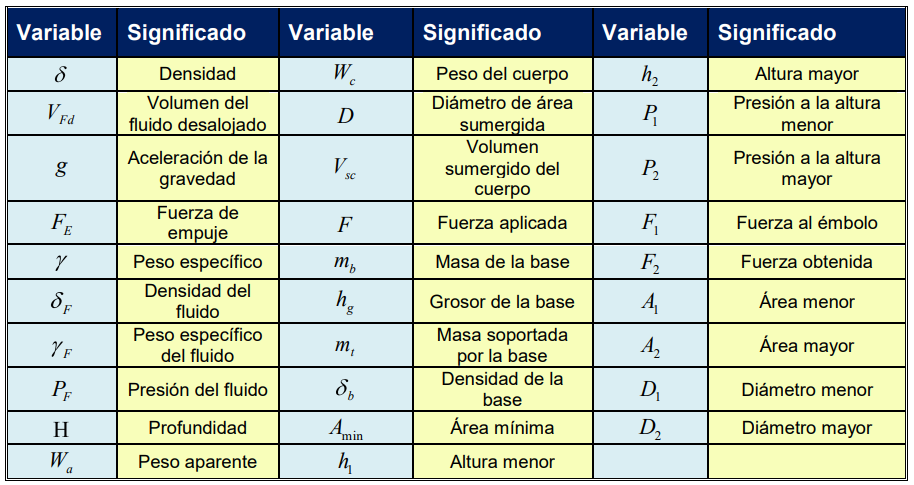 Variable Significado Variable Significado Variable Significado
δ Densidad W_c Peso del cuerpo h_2 Altura mayor
V_{Fd} Volumen del fluido desalojado D Diámetro de área sumergida P_1 Presión a la altura menor
g Aceleración de la gravedad V_{sc} Volumen sumergido del cuerpo P_2 Presión a la altura mayor
F_E Fuerza de empuje F Fuerza aplicada F_1 Fuerza al émbolo
γ Peso específico m_b Masa de la base F_2 Fuerza obtenida
δ_F Densidad del fluido h_g Grosor de la base A_1 Área menor
γ_F Peso específico del fluido m_t Masa soportada por la base A_2 Área mayor
P_F Presión del fluido δ_b Densidad de la base D_1 Diámetro menor
H Profundidad A_{min} Área mínima D_2 Diámetro mayor
W_a Peso aparente h_1 Altura menor